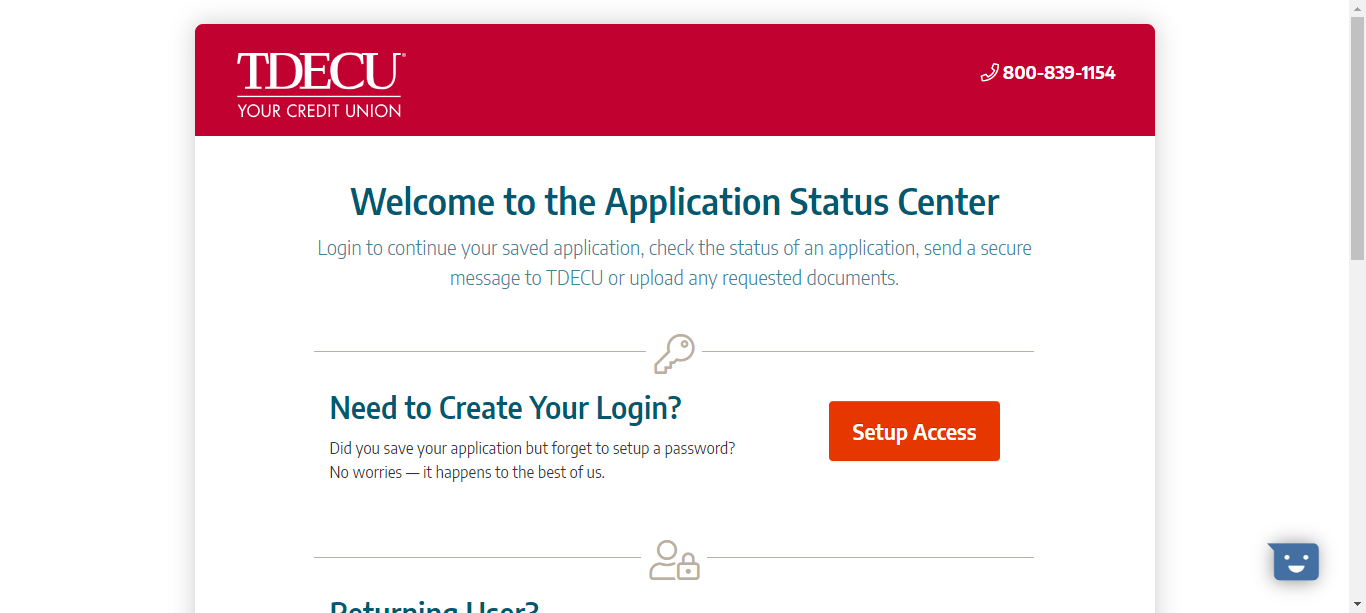 TDECU®
YOUR CREDIT UNION
800-839-1154
Welcome to the Application Status Center
Login to continue your saved application, check the status of an application, send a secure
message to TDECU or upload any requested documents.
Need to Create Your Login?
Did you save your application but forget to setup a password?
No worries — it happens to the best of us.
Setup Access
Returning User?